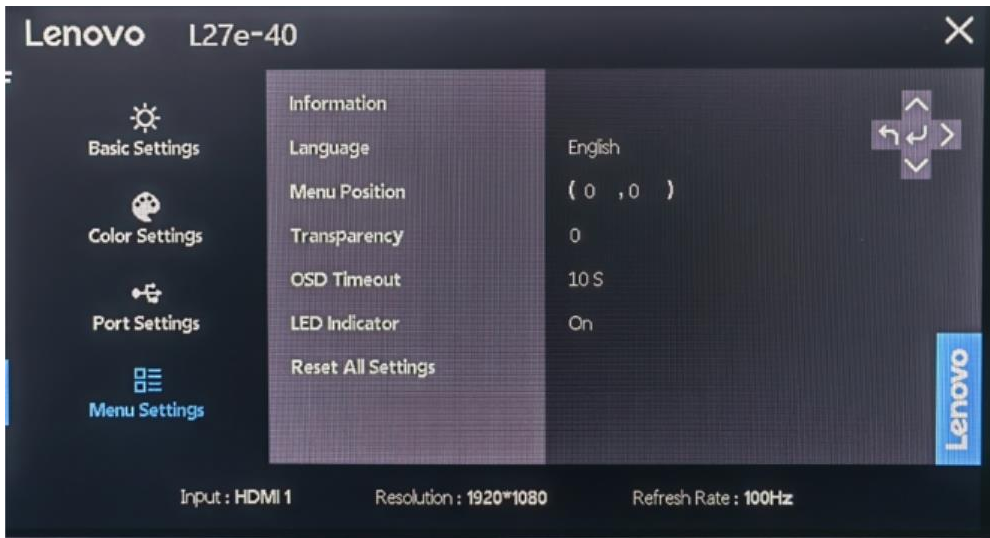 Lenovo L27e-40
Basic Settings
Color Settings
Port Settings
Menu Settings
Information
Language English
Menu Position ( 0 ,0 )
Transparency 0
OSD Timeout 10 S
LED Indicator On
Reset All Settings
Lenovo
Input : HDMI 1 Resolution : 1920*1080 Refresh Rate : 100Hz